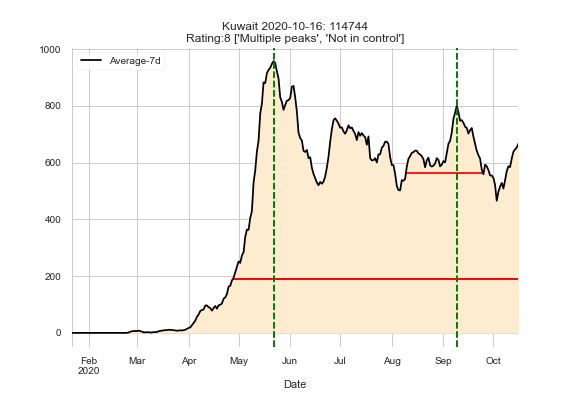 Kuwait 2020-10-16: 114744
Rating:8 ['Multiple peaks', 'Not in control']
Average-7d
1000
800
600
400
200
0
Feb Mar Apr May Jun Jul Aug Sep Oct
2020
Date